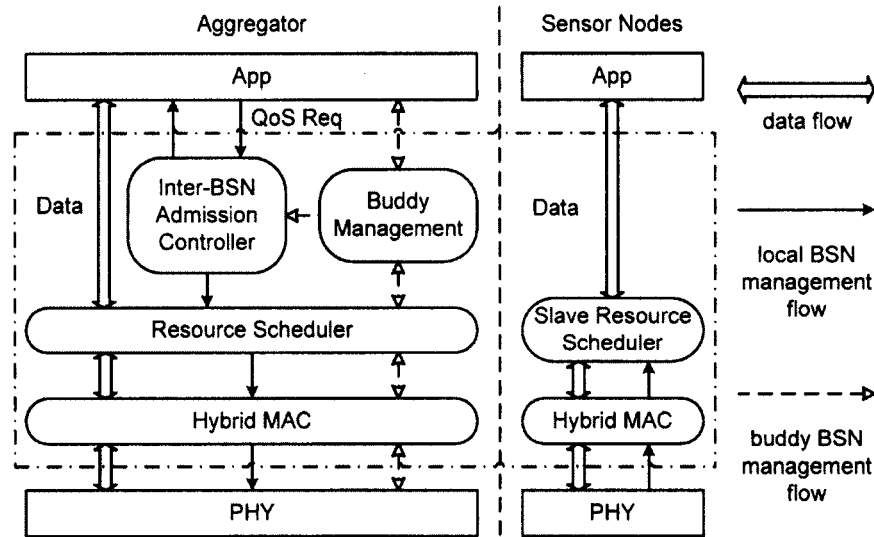 Aggregator
Sensor Nodes
App
App
QoS Req
data flow
Data
Inter-BSN
Admission
Controller
Buddy
Management
Data
local BSN
management
flow
Resource Scheduler
Slave Resource
Scheduler
Hybrid MAC
Hybrid MAC
buddy BSN
management
flow
PHY
PHY